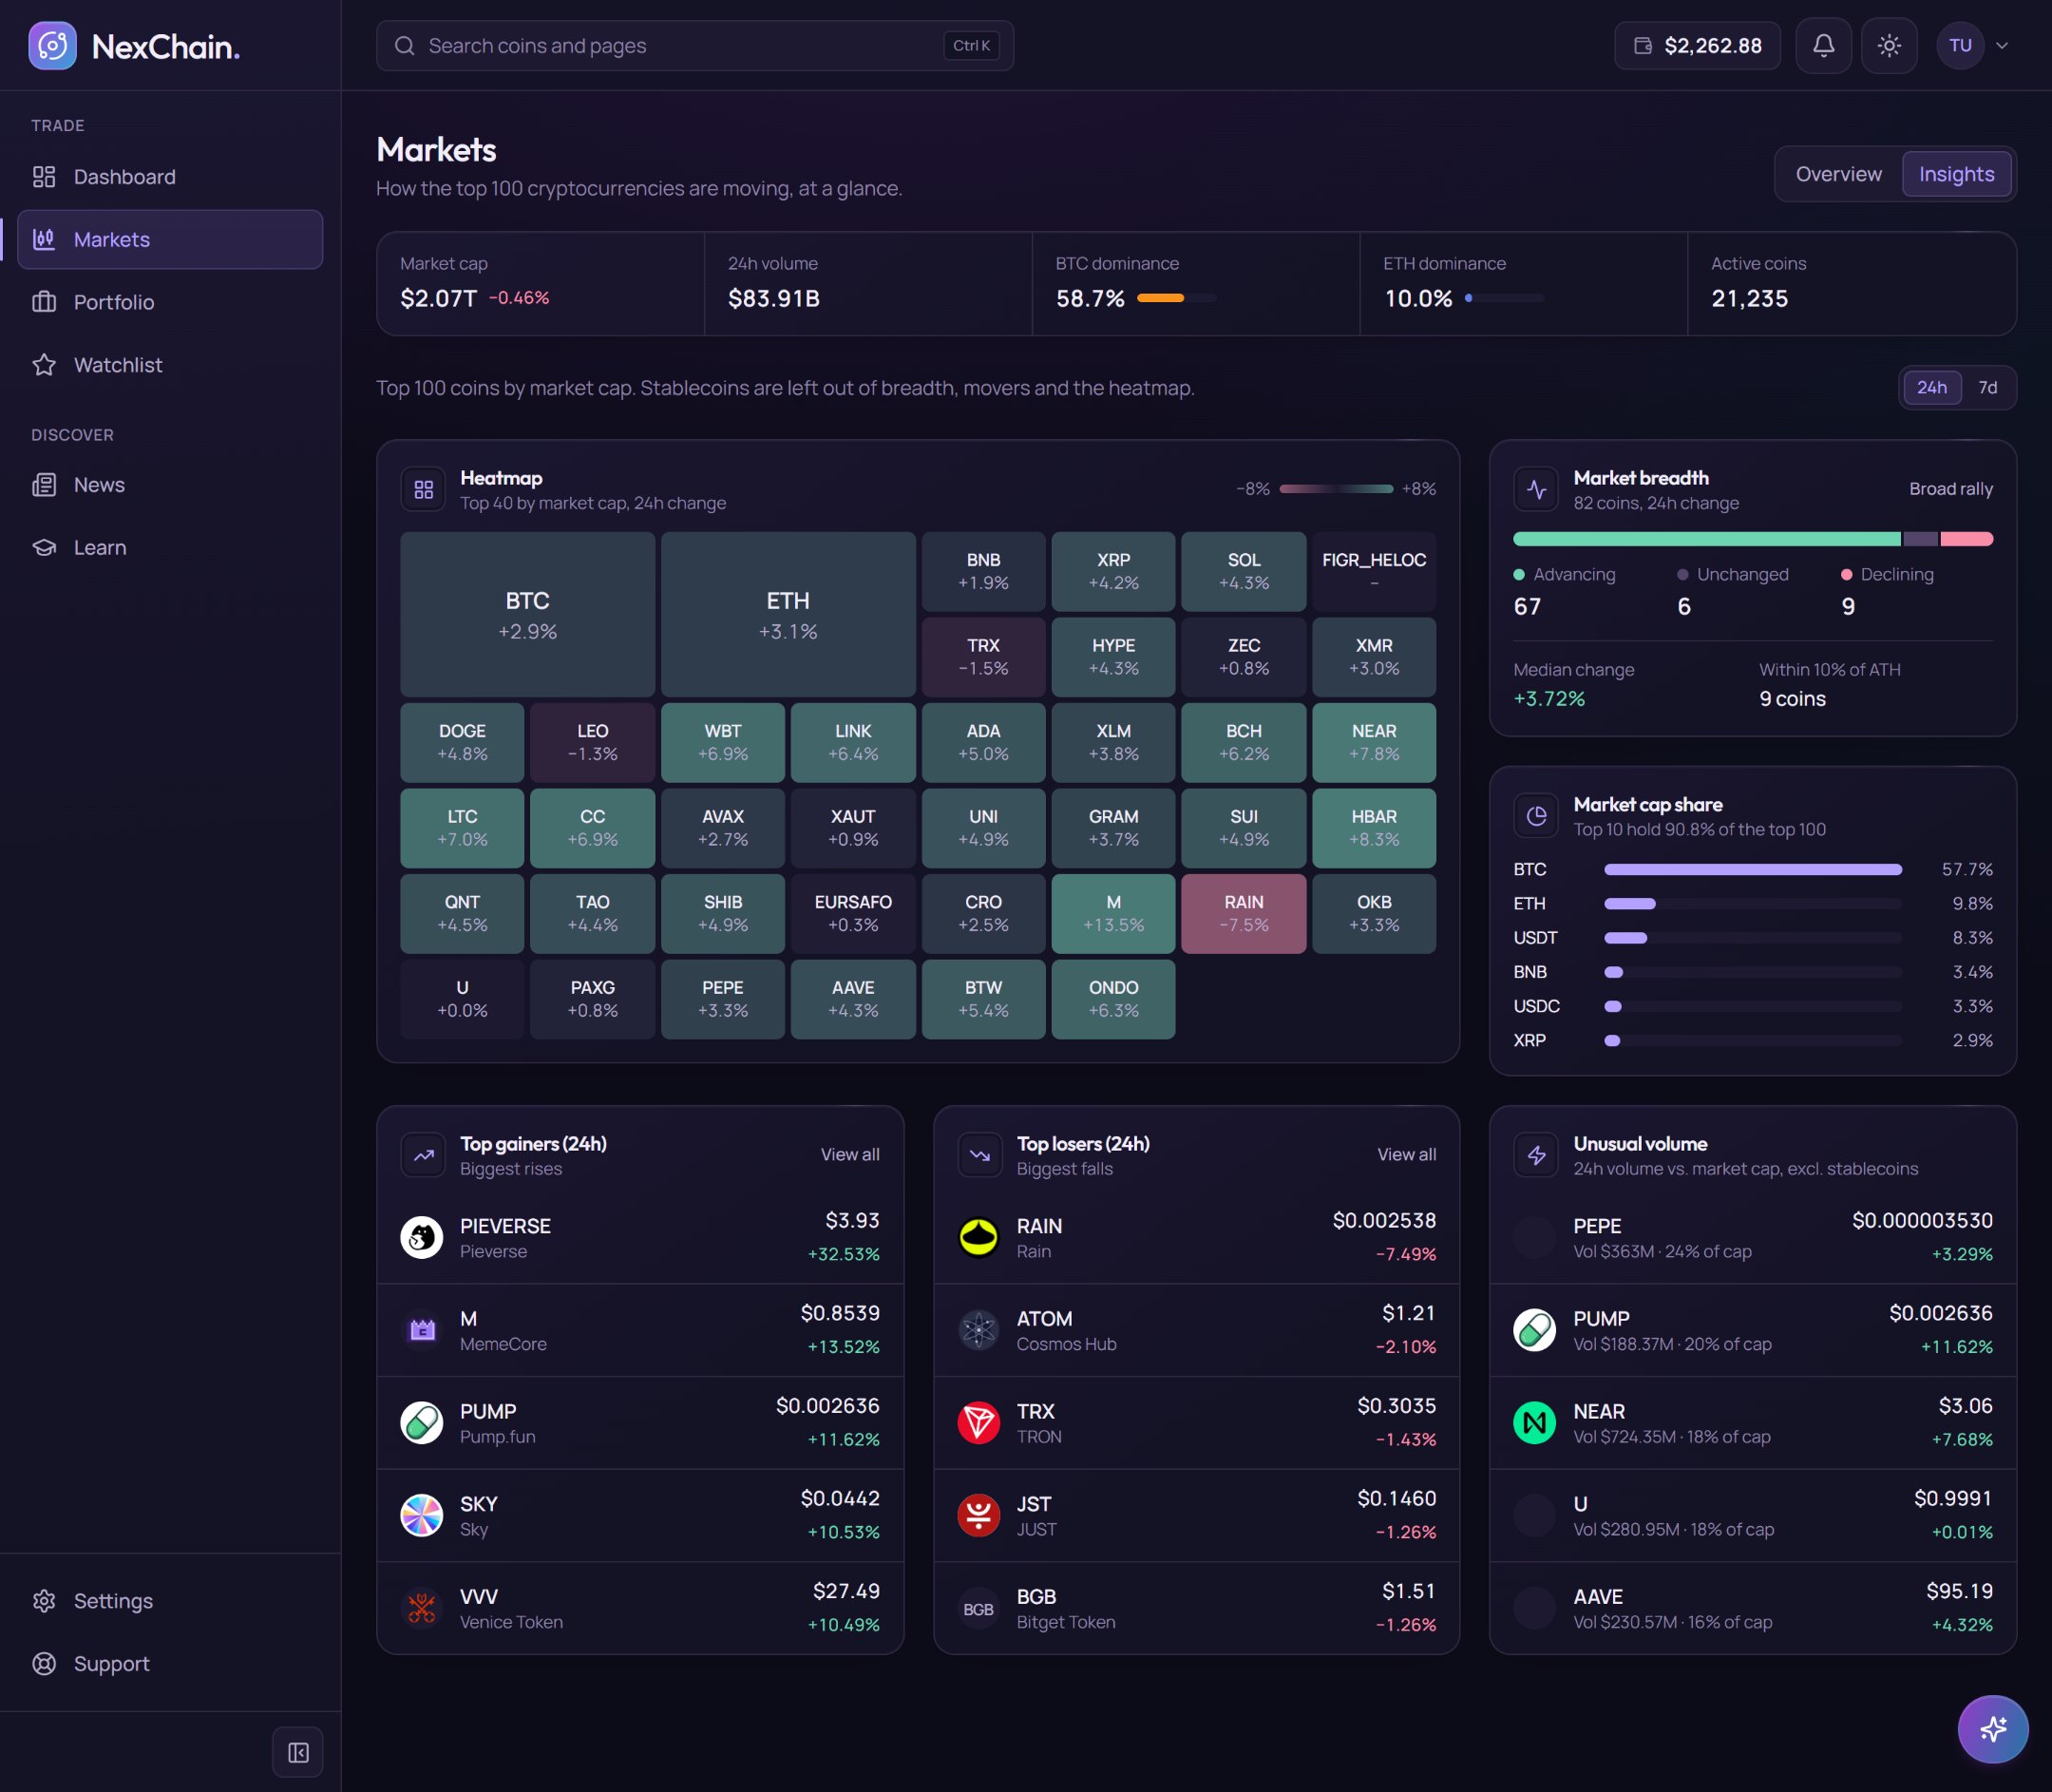 NexChain.
Search coins and pages
Ctrl K
$2,262.88
TU
TRADE
Dashboard
Markets
Portfolio
Watchlist
DISCOVER
News
Learn
Settings
Support
Markets
How the top 100 cryptocurrencies are moving, at a glance.
Overview
Insights
Market cap
$2.07T −0.46%
24h volume
$83.91B
BTC dominance
58.7%
ETH dominance
10.0%
Active coins
21,235
Top 100 coins by market cap. Stablecoins are left out of breadth, movers and the heatmap.
24h
7d
Heatmap
Top 40 by market cap, 24h change
−8%
+8%
BTC
+2.9%
ETH
+3.1%
BNB
+1.9%
XRP
+4.2%
SOL
+4.3%
FIGR_HELOC
–
TRX
−1.5%
HYPE
+4.3%
ZEC
+0.8%
XMR
+3.0%
DOGE
+4.8%
LEO
−1.3%
WBT
+6.9%
LINK
+6.4%
ADA
+5.0%
XLM
+3.8%
BCH
+6.2%
NEAR
+7.8%
LTC
+7.0%
CC
+6.9%
AVAX
+2.7%
XAUT
+0.9%
UNI
+4.9%
GRAM
+3.7%
SUI
+4.9%
HBAR
+8.3%
QNT
+4.5%
TAO
+4.4%
SHIB
+4.9%
EURSAFO
+0.3%
CRO
+2.5%
M
+13.5%
RAIN
−7.5%
OKB
+3.3%
U
+0.0%
PAXG
+0.8%
PEPE
+3.3%
AAVE
+4.3%
BTW
+5.4%
ONDO
+6.3%
Market breadth
82 coins, 24h change
Broad rally
Advancing
67
Unchanged
6
Declining
9
Median change
+3.72%
Within 10% of ATH
9 coins
Market cap share
Top 10 hold 90.8% of the top 100
BTC 57.7%
ETH 9.8%
USDT 8.3%
BNB 3.4%
USDC 3.3%
XRP 2.9%
Top gainers (24h)
Biggest rises
View all
PIEVERSE
Pieverse
$3.93
+32.53%
M
MemeCore
$0.8539
+13.52%
PUMP
Pump.fun
$0.002636
+11.62%
SKY
Sky
$0.0442
+10.53%
VVV
Venice Token
$27.49
+10.49%
Top losers (24h)
Biggest falls
View all
RAIN
Rain
$0.002538
−7.49%
ATOM
Cosmos Hub
$1.21
−2.10%
TRX
TRON
$0.3035
−1.43%
JST
JUST
$0.1460
−1.26%
BGB
BGB
Bitget Token
$1.51
−1.26%
Unusual volume
24h volume vs. market cap, excl. stablecoins
PEPE
Vol $363M · 24% of cap
$0.000003530
+3.29%
PUMP
Vol $188.37M · 20% of cap
$0.002636
+11.62%
NEAR
Vol $724.35M · 18% of cap
$3.06
+7.68%
U
Vol $280.95M · 18% of cap
$0.9991
+0.01%
AAVE
Vol $230.57M · 16% of cap
$95.19
+4.32%